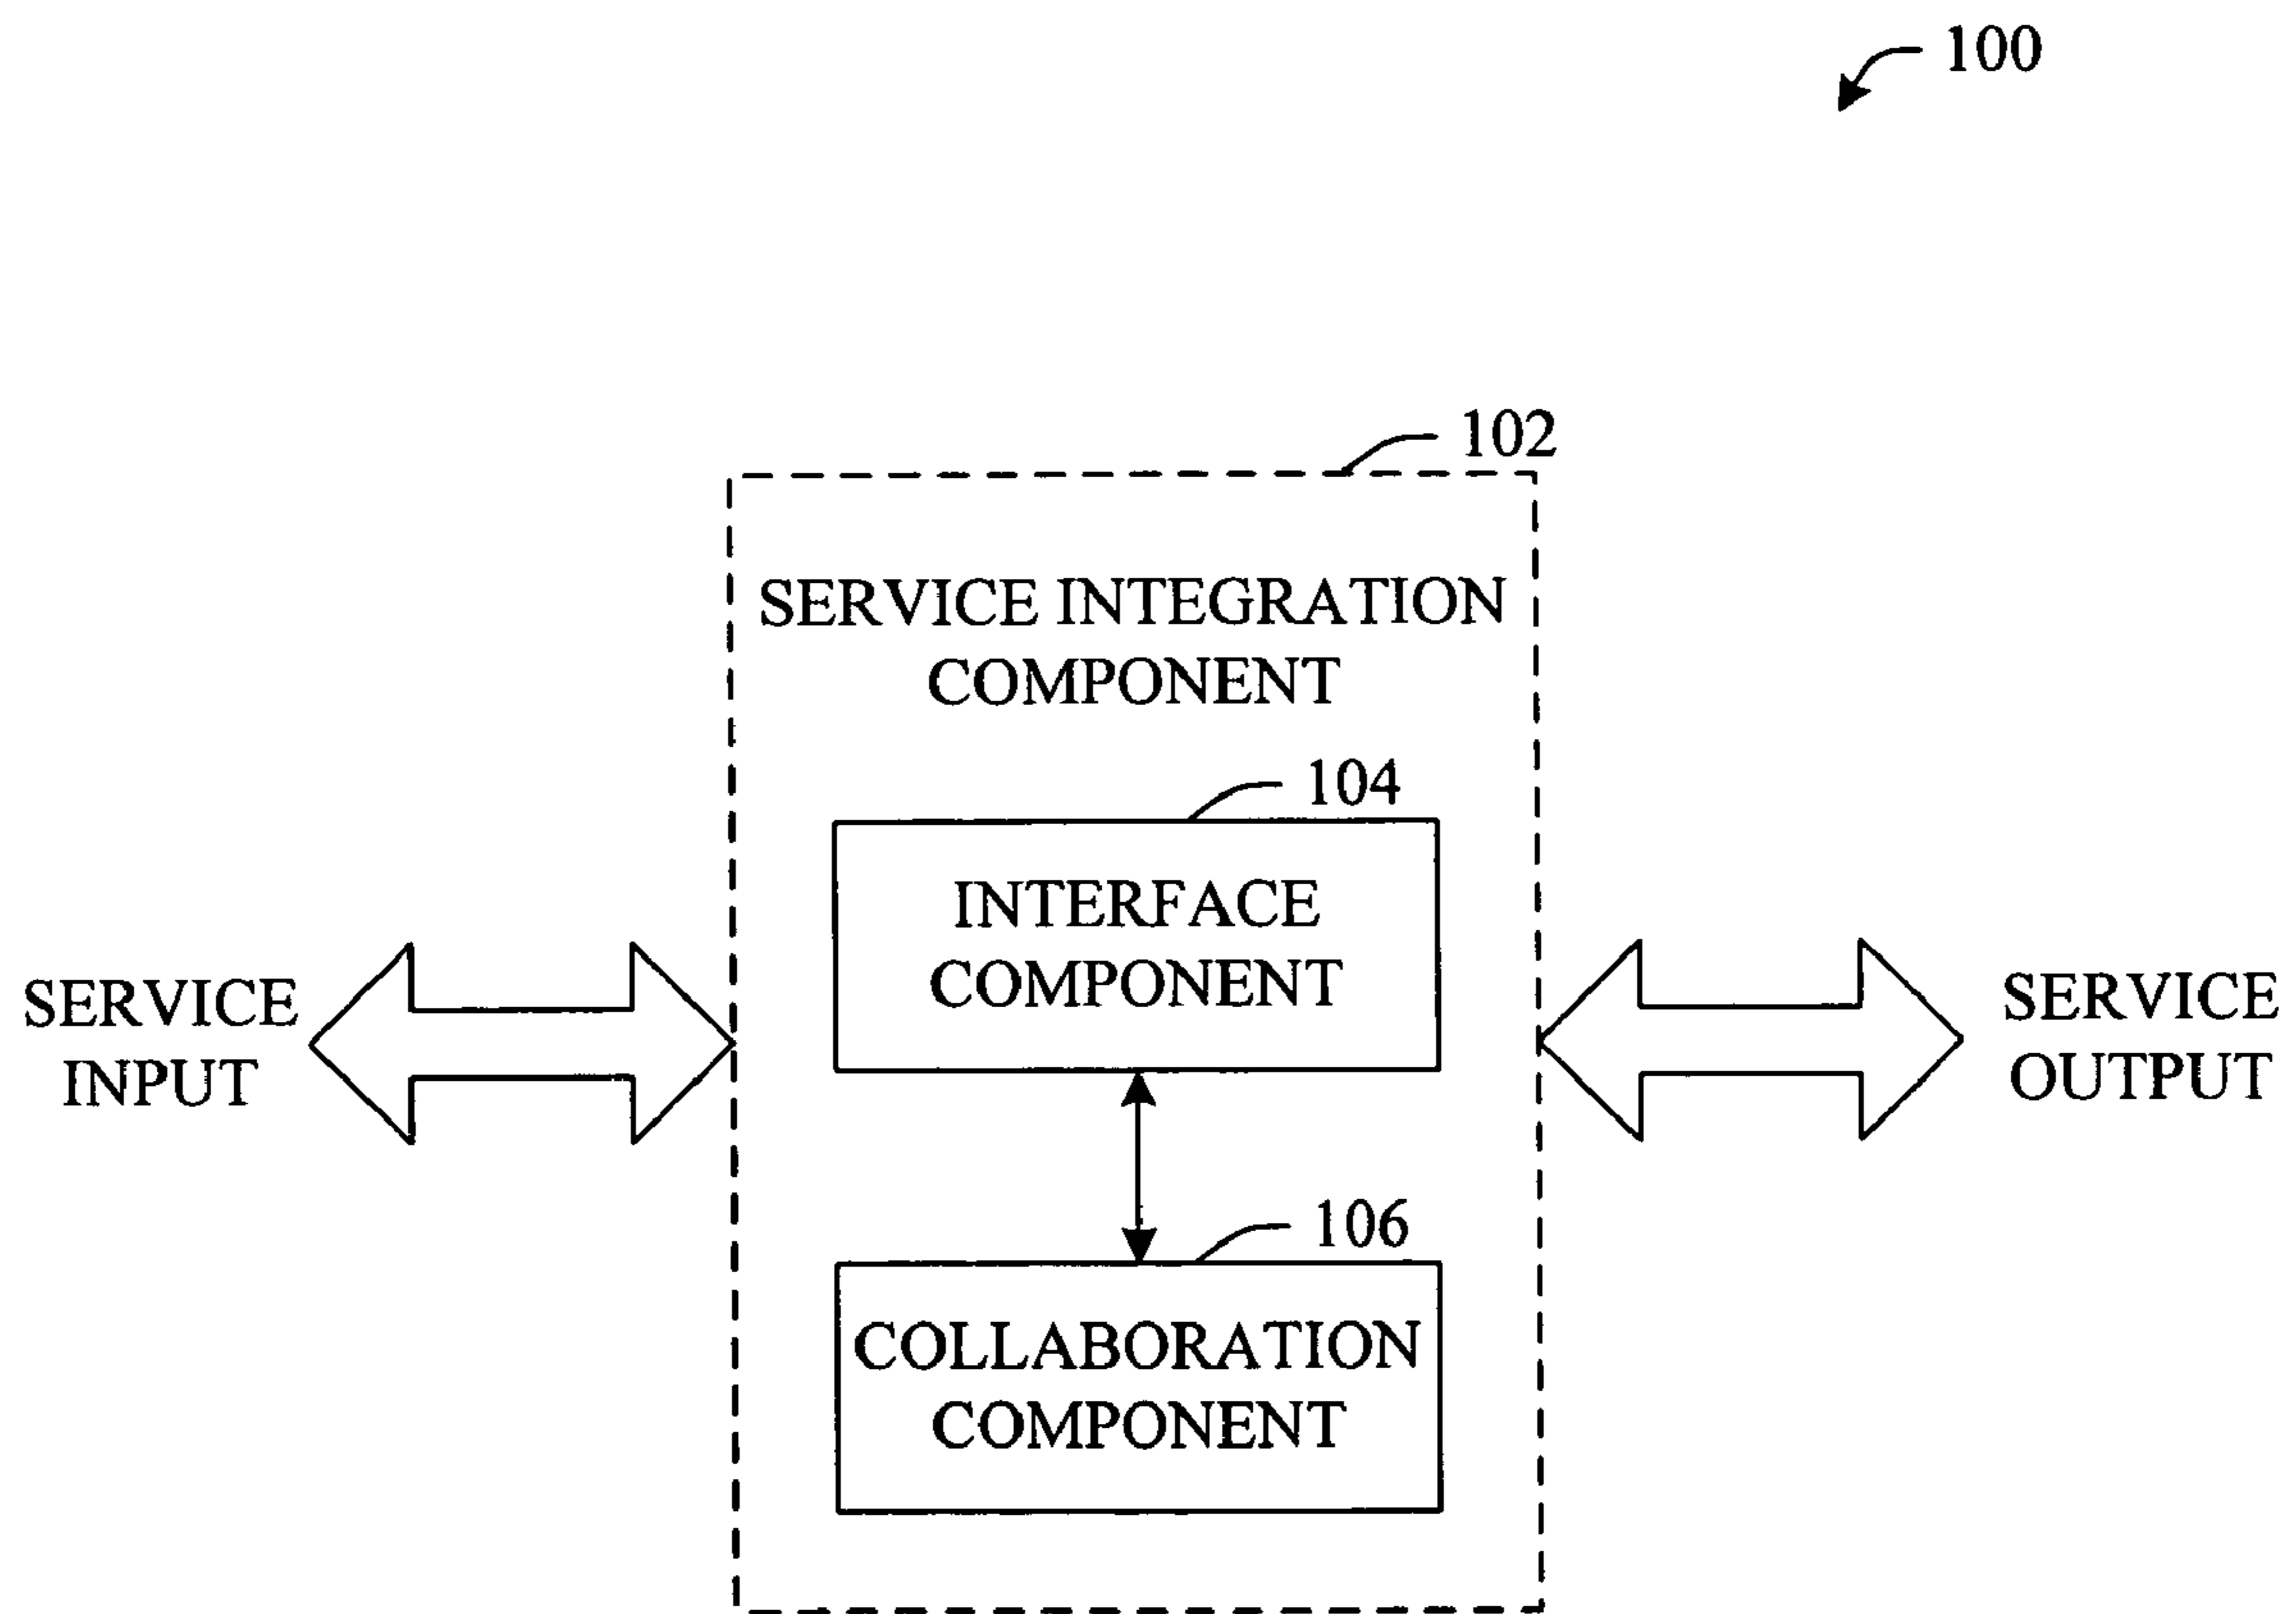 100
102
SERVICE INTEGRATION
COMPONENT
104
INTERFACE
COMPONENT
SERVICE
INPUT
SERVICE
OUTPUT
106
COLLABORATION
COMPONENT